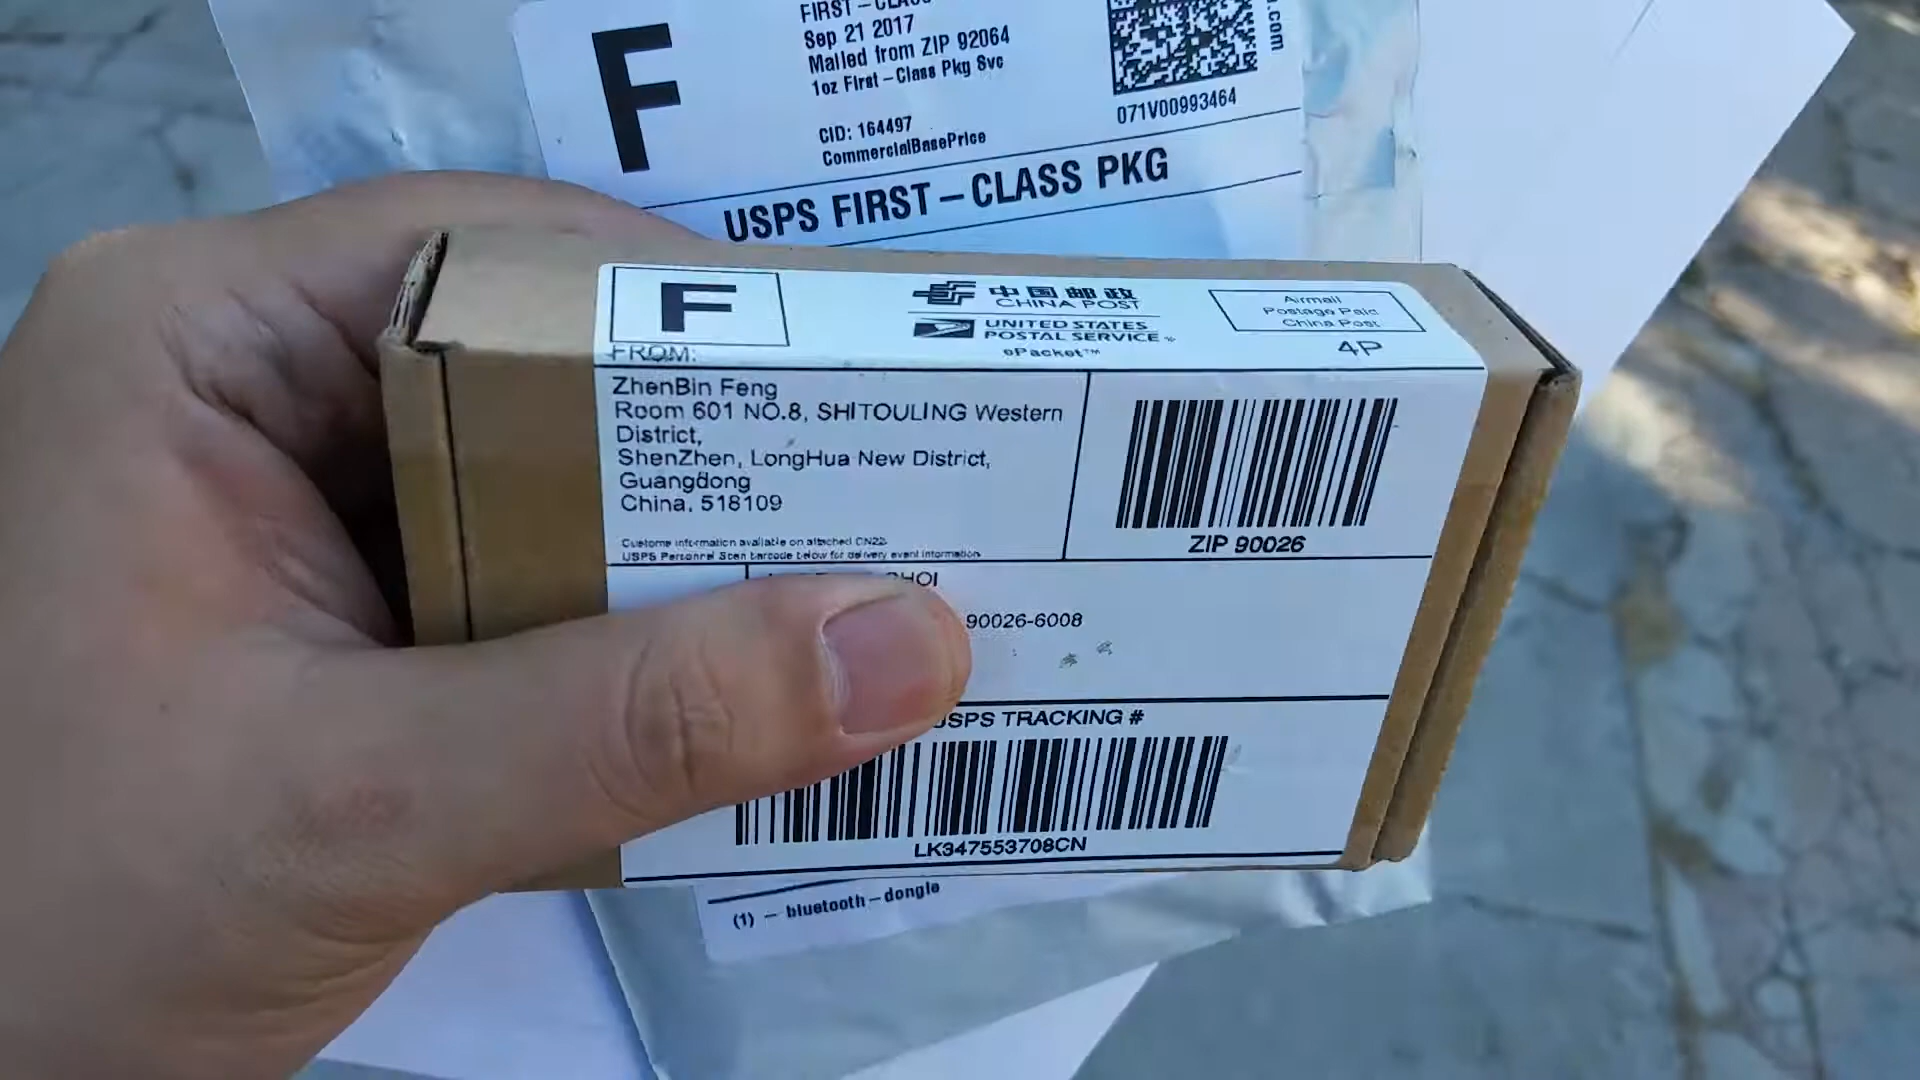 F
FIRST-CLASS
Sep 21 2017
Mailed from ZIP 92064
1oz First-Class Pkg Svc
CID: 164497
CommercialBasePrice
.com
071V00993464
USPS FIRST-CLASS PKG
F
中国邮政
CHINA POST
UNITED STATES
POSTAL SERVICE
ePacket™
Airmail
Postage Paid
China Post
4P
FROM:
ZhenBin Feng
Room 601 NO.8, SHITOULING Western
District,
ShenZhen, LongHua New District,
Guangdong
China. 518109
Customs information available on attached CN22.
USPS Personnel Scan barcode below for delivery event information
ZIP 90026
CHOI
90026-6008
USPS TRACKING #
LK347553708CN
(1) - bluetooth-dongle